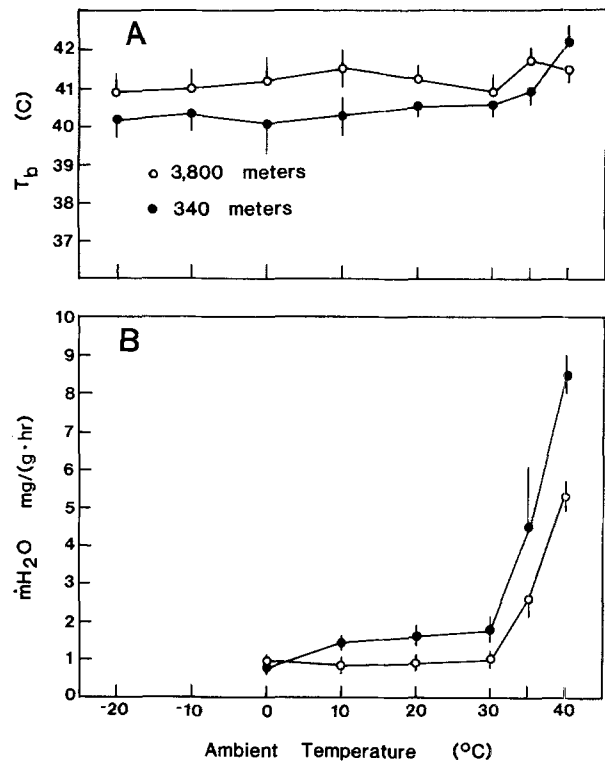 A
42
41
40
39
38
37
T_b (C)
○ 3,800 meters
● 340 meters
B
10
9
8
7
6
5
4
3
2
1
0
ṁH₂O mg/(g·hr)
-20 -10 0 10 20 30 40
Ambient Temperature (°C)